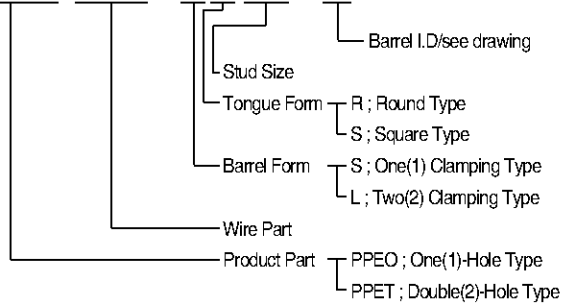 Barrel I.D/see drawing
Stud Size
Tongue Form R ; Round Type
S ; Square Type
Barrel Form S ; One(1) Clamping Type
L ; Two(2) Clamping Type
Wire Part
Product Part PPEO ; One(1)-Hole Type
PPET ; Double(2)-Hole Type